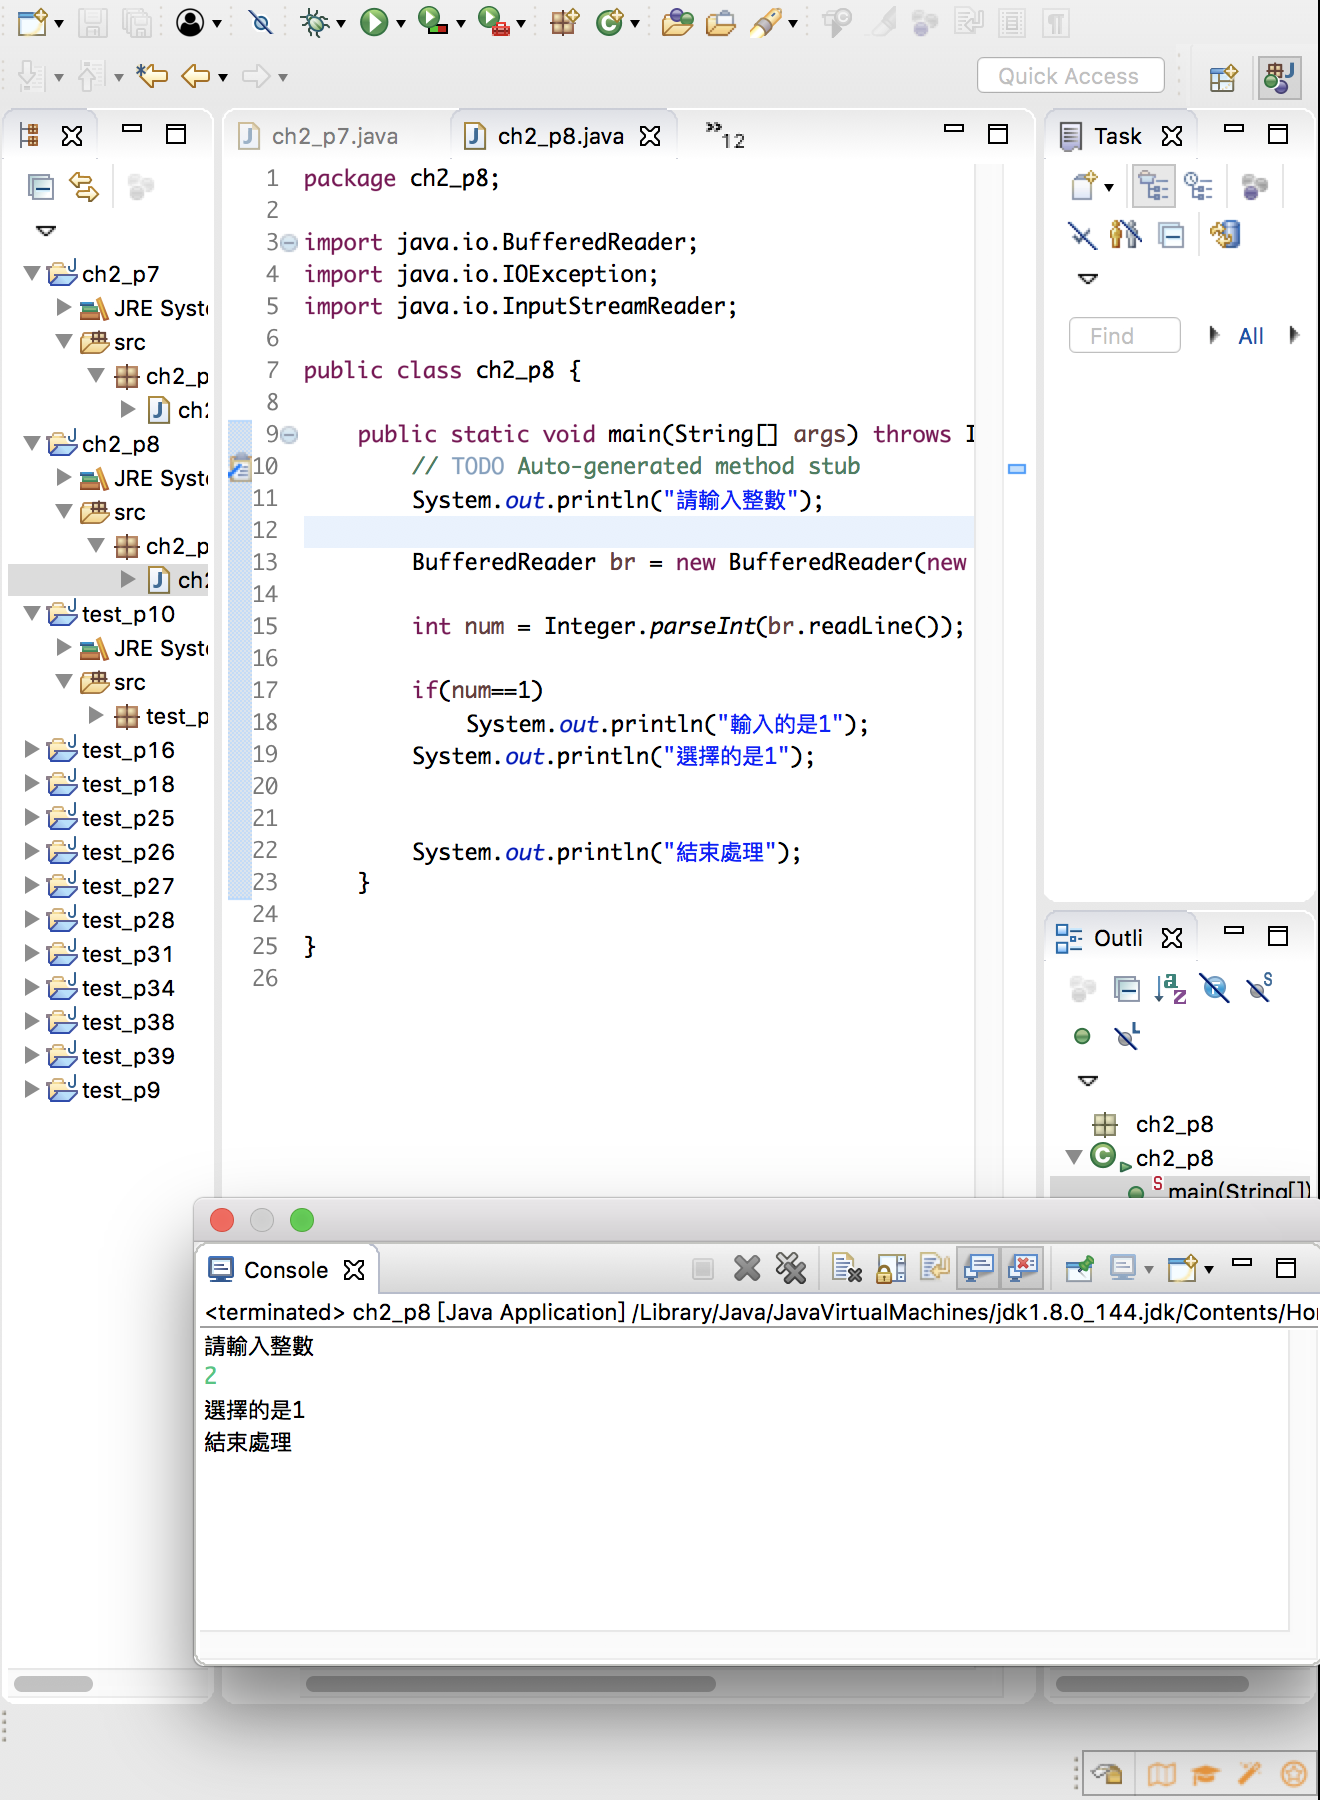 Quick Access
ch2_p7.java
ch2_p8.java
»12
Task
1 package ch2_p8;
2
3 import java.io.BufferedReader;
4 import java.io.IOException;
5 import java.io.InputStreamReader;
6
7 public class ch2_p8 {
8
9 public static void main(String[] args) throws I
10 // TODO Auto-generated method stub
11 System.out.println("請輸入整數");
12
13 BufferedReader br = new BufferedReader(new
14
15 int num = Integer.parseInt(br.readLine());
16
17 if(num==1)
18 System.out.println("輸入的是1");
19 System.out.println("選擇的是1");
20
21
22 System.out.println("結束處理");
23 }
24
25 }
26
ch2_p7
JRE Syste
src
ch2_p
ch2
ch2_p8
JRE Syste
src
ch2_p
ch2
test_p10
JRE Syste
src
test_p
test_p16
test_p18
test_p25
test_p26
test_p27
test_p28
test_p31
test_p34
test_p38
test_p39
test_p9
Find
All
Outli
ch2_p8
ch2_p8
main(String[])
Console
<terminated> ch2_p8 [Java Application] /Library/Java/JavaVirtualMachines/jdk1.8.0_144.jdk/Contents/Ho
請輸入整數
2
選擇的是1
結束處理